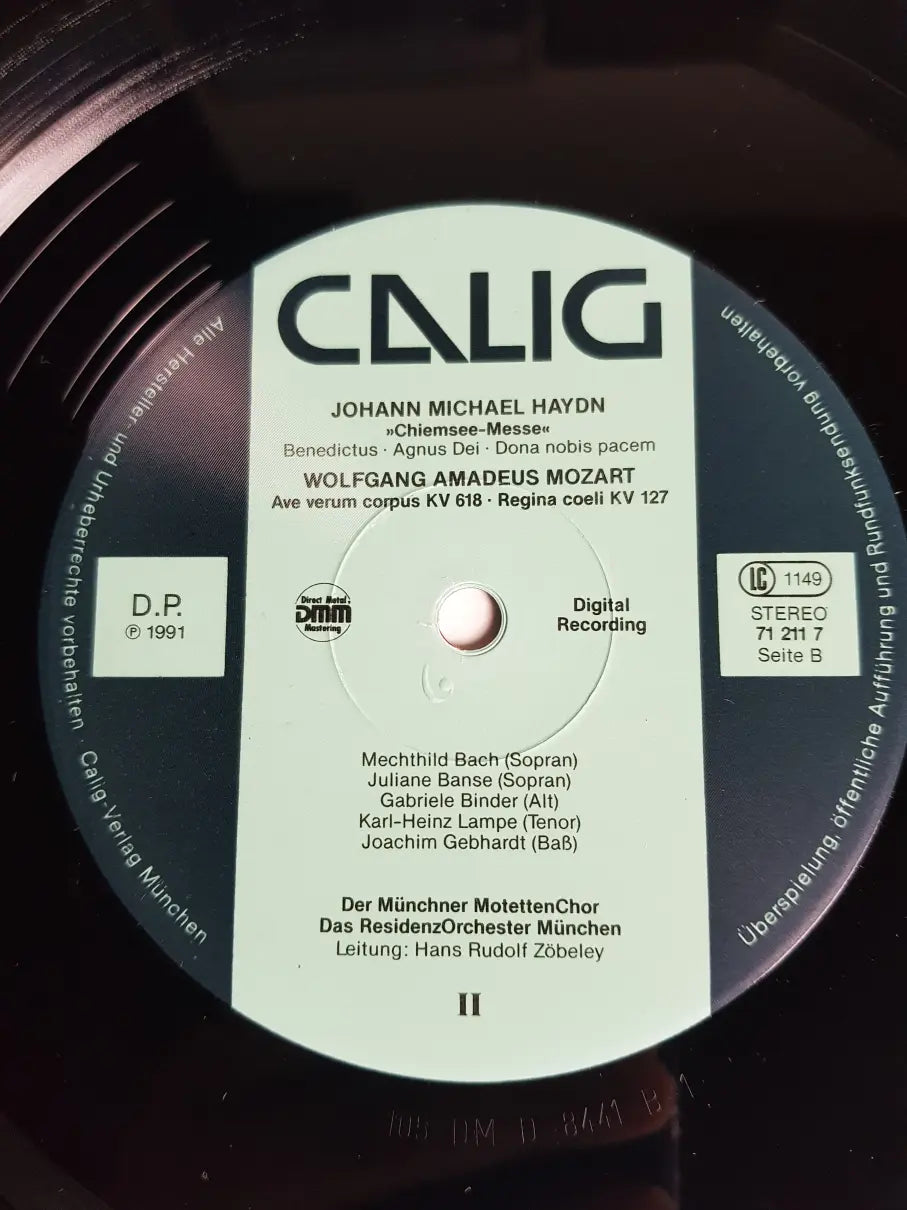 CALIG
JOHANN MICHAEL HAYDN
»Chiemsee-Messe«
Benedictus · Agnus Dei · Dona nobis pacem
WOLFGANG AMADEUS MOZART
Ave verum corpus KV 618 · Regina coeli KV 127
D.P.
℗ 1991
Direct Metal
DMM
Mastering
Digital
Recording
LC 1149
STEREO
71 211 7
Seite B
Mechthild Bach (Sopran)
Juliane Banse (Sopran)
Gabriele Binder (Alt)
Karl-Heinz Lampe (Tenor)
Joachim Gebhardt (Baß)
Der Münchner MotettenChor
Das ResidenzOrchester München
Leitung: Hans Rudolf Zöbeley
II
Alle Hersteller- und Urheberrechte vorbehalten · Calig-Verlag München
Überspielung, öffentliche Aufführung und Rundfunksendung vorbehalten
DM D 8441 B 1